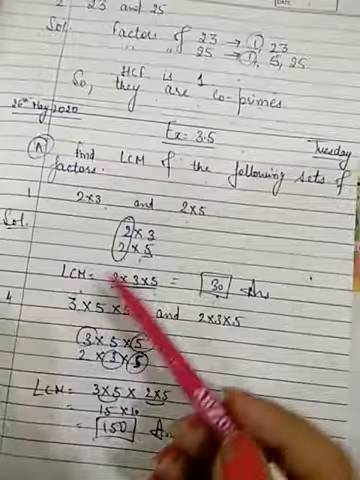 2 23 and 25
Sol. Factors of 23 → 1, 23
" " 25 → 1, 5, 25
So, HCF is 1
they are co-primes
26th May 2020
Ex = 3.5
Tuesday
A Find LCM of the following sets of
factors.
1 2×3 and 2×5
Sol. 2×3
2×5
LCM = 2×3×5 = 30 Ans
4 3×5×5 and 2×3×5
3×5×5
2×3×5
LCM = 3×5×2×5
= 15×10
= 150